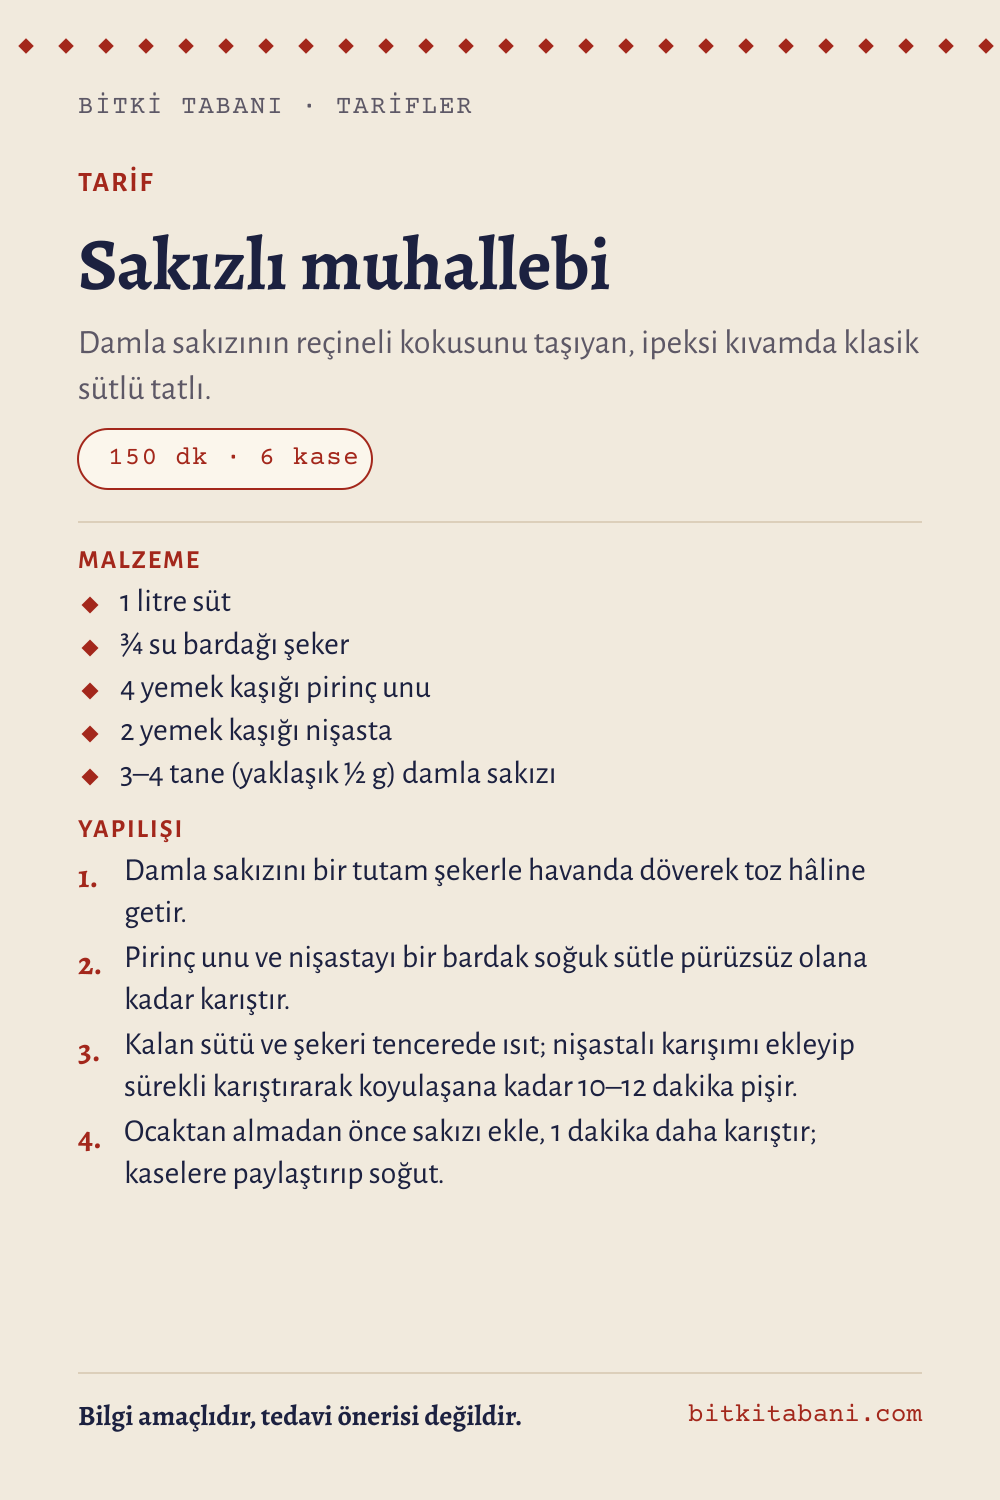 BİTKİ TABANI · TARİFLER
TARİF
Sakızlı muhallebi
Damla sakızının reçineli kokusunu taşıyan, ipeksi kıvamda klasik
sütlü tatlı.
150 dk · 6 kase
MALZEME
◆ 1 litre süt
◆ ¾ su bardağı şeker
◆ 4 yemek kaşığı pirinç unu
◆ 2 yemek kaşığı nişasta
◆ 3–4 tane (yaklaşık ½ g) damla sakızı
YAPILIŞI
1. Damla sakızını bir tutam şekerle havanda döverek toz hâline
getir.
2. Pirinç unu ve nişastayı bir bardak soğuk sütle pürüzsüz olana
kadar karıştır.
3. Kalan sütü ve şekeri tencerede ısıt; nişastalı karışımı ekleyip
sürekli karıştırarak koyulaşana kadar 10–12 dakika pişir.
4. Ocaktan almadan önce sakızı ekle, 1 dakika daha karıştır;
kaselere paylaştırıp soğut.
Bilgi amaçlıdır, tedavi önerisi değildir.
bitkitabani.com